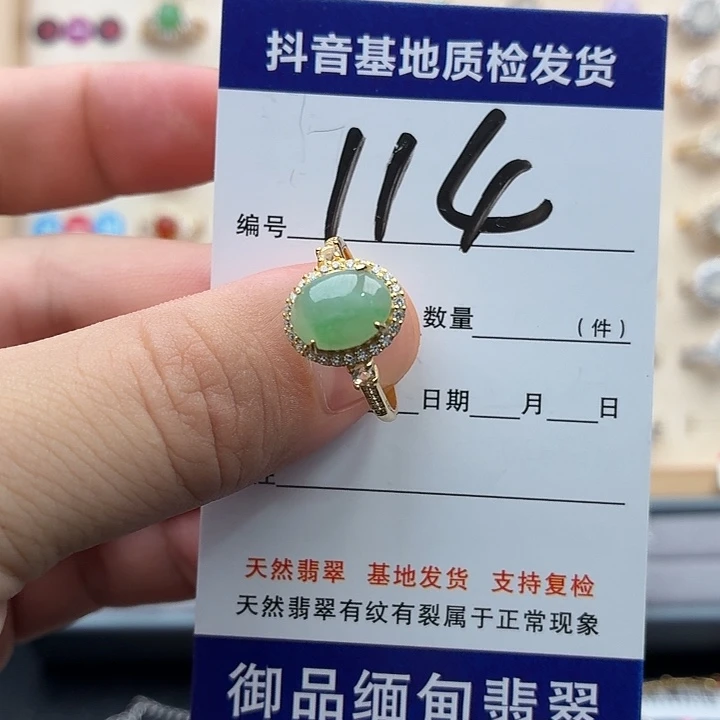 抖音基地质检发货
编号 114
数量 (件)
日期 月 日
天然翡翠 基地发货 支持复检
天然翡翠有纹有裂属于正常现象
御品缅甸翡翠